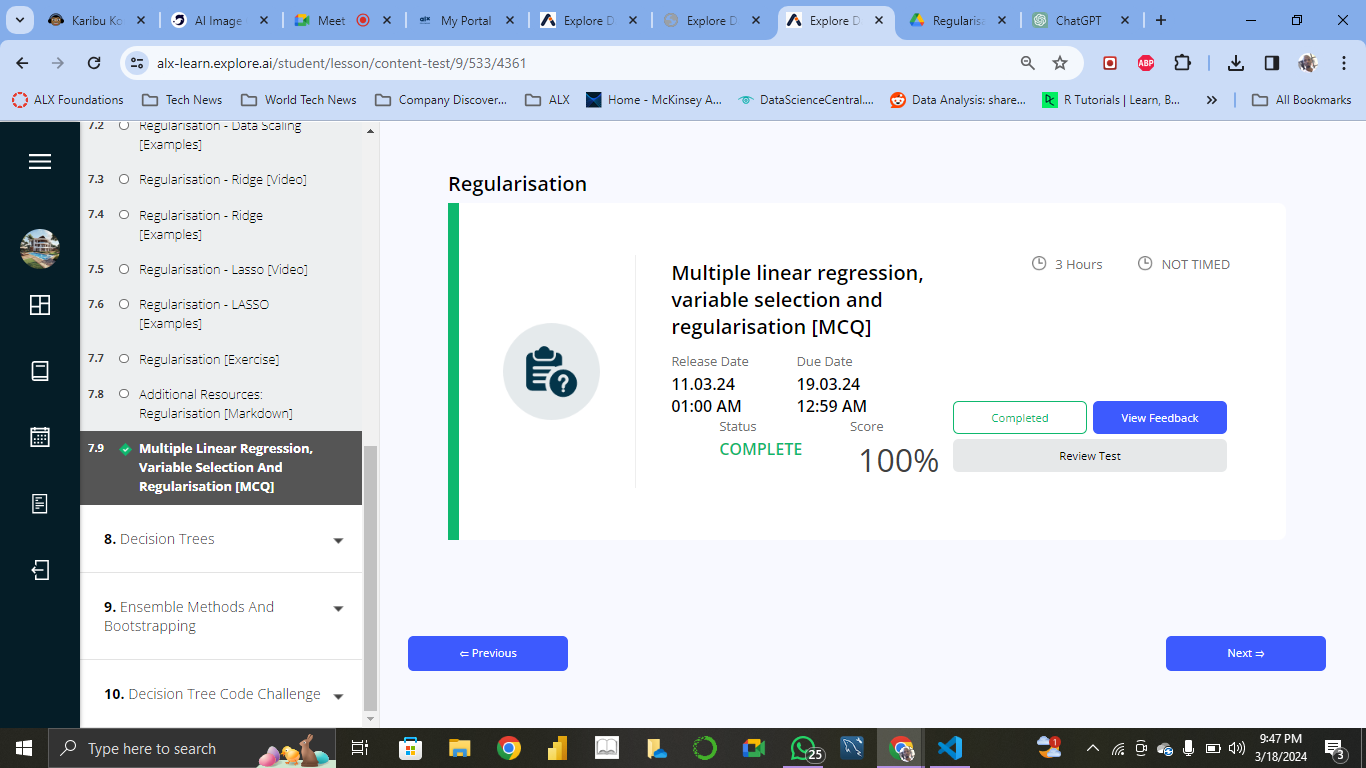 Karibu Ko
AI Image
Meet
My Portal
Explore D
Explore D
Explore D
Regularisa
ChatGPT
alx-learn.explore.ai/student/lesson/content-test/9/533/4361
ABP
ALX Foundations
Tech News
World Tech News
Company Discover...
ALX
Home - McKinsey A...
DataScienceCentral....
Data Analysis: share...
R Tutorials | Learn, B...
All Bookmarks
7.2 Regularisation - Data Scaling
[Examples]
7.3 Regularisation - Ridge [Video]
7.4 Regularisation - Ridge
[Examples]
7.5 Regularisation - Lasso [Video]
7.6 Regularisation - LASSO
[Examples]
7.7 Regularisation [Exercise]
7.8 Additional Resources:
Regularisation [Markdown]
7.9 Multiple Linear Regression,
Variable Selection And
Regularisation [MCQ]
8. Decision Trees
9. Ensemble Methods And
Bootstrapping
10. Decision Tree Code Challenge
Regularisation
Multiple linear regression,
variable selection and
regularisation [MCQ]
3 Hours
NOT TIMED
Release Date
Due Date
11.03.24
19.03.24
01:00 AM
12:59 AM
Status
Score
COMPLETE
100%
Completed
View Feedback
Review Test
⇐ Previous
Next ⇒
Type here to search
25
1
9:47 PM
3/18/2024
3